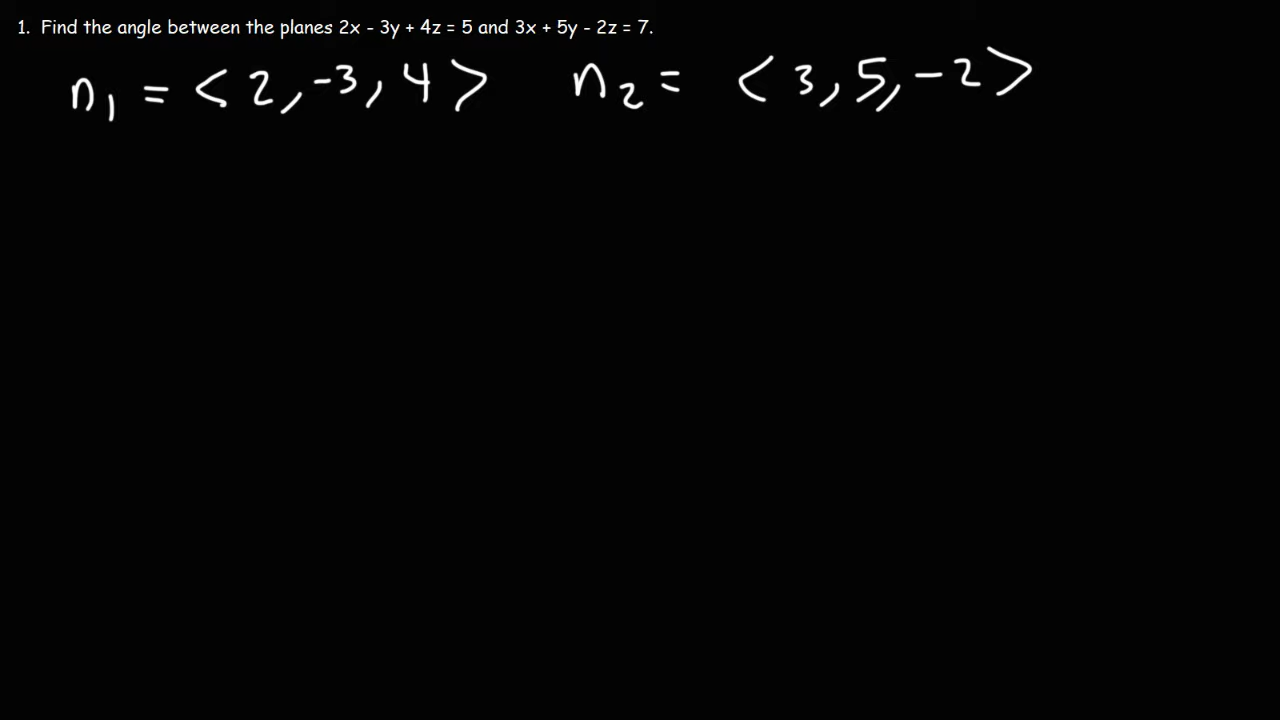 1. Find the angle between the planes 2x - 3y + 4z = 5 and 3x + 5y - 2z = 7.
n₁ = <2, -3, 4> n₂ = <3, 5, -2>